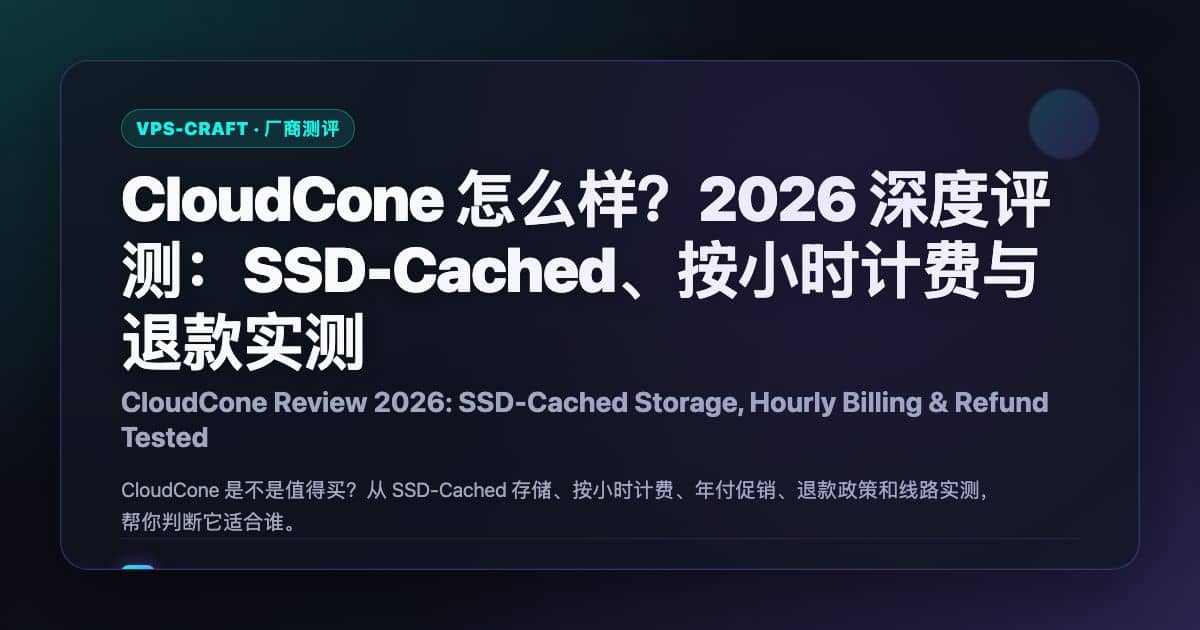 VPS-CRAFT · 厂商测评
CloudCone 怎么样？2026 深度评
测：SSD-Cached、按小时计费与
退款实测
CloudCone Review 2026: SSD-Cached Storage, Hourly Billing & Refund
Tested
CloudCone 是不是值得买？从 SSD-Cached 存储、按小时计费、年付促销、退款政策和线路实测，
帮你判断它适合谁。